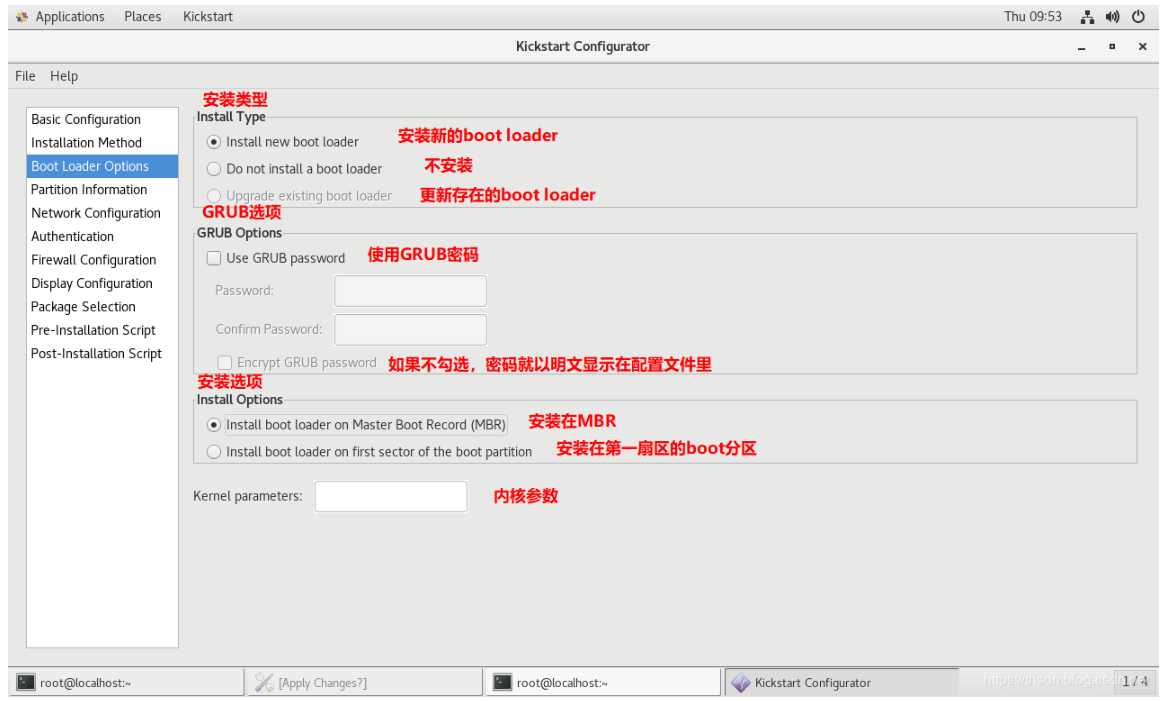 Applications Places Kickstart Thu 09:53
Kickstart Configurator
File Help
Basic Configuration
Installation Method
Boot Loader Options
Partition Information
Network Configuration
Authentication
Firewall Configuration
Display Configuration
Package Selection
Pre-Installation Script
Post-Installation Script
安装类型
Install Type
Install new boot loader 安装新的boot loader
Do not install a boot loader 不安装
Upgrade existing boot loader 更新存在的boot loader
GRUB选项
GRUB Options
Use GRUB password 使用GRUB密码
Password:
Confirm Password:
Encrypt GRUB password 如果不勾选，密码就以明文显示在配置文件里
安装选项
Install Options
Install boot loader on Master Boot Record (MBR) 安装在MBR
Install boot loader on first sector of the boot partition 安装在第一扇区的boot分区
Kernel parameters: 内核参数
root@localhost:~ [Apply Changes?] root@localhost:~ Kickstart Configurator 1 / 4